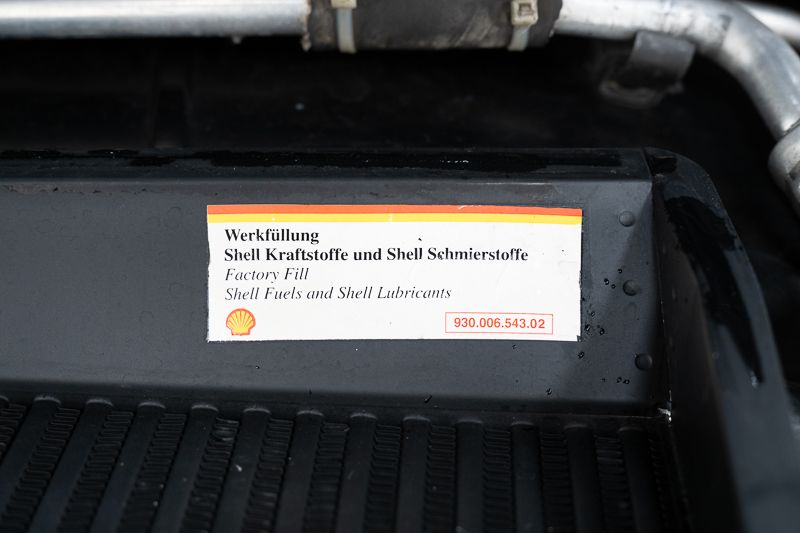 Werkfüllung
Shell Kraftstoffe und Shell Schmierstoffe
Factory Fill
Shell Fuels and Shell Lubricants
930.006.543.02